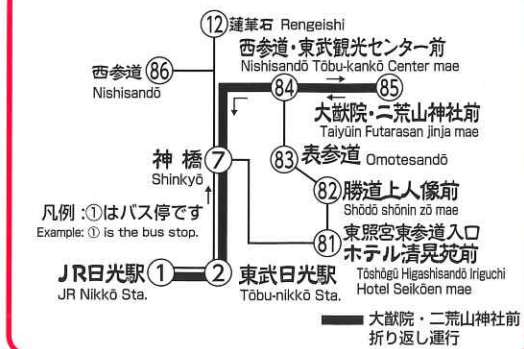 ⑫蓮華石 Rengeishi
西参道・東武観光センター前
Nishisandō Tōbu-kankō Center mae
西参道 86
Nishisandō
84
85
大猷院・二荒山神社前
Taiyūin Futarasan jinja mae
神橋 ⑦
Shinkyō
83 表参道 Omotesandō
82 勝道上人像前
Shōdō shōnin zō mae
凡例:①はバス停です
Example: ① is the bus stop.
81 東照宮東参道入口
ホテル清晃苑前
Tōshōgū Higashisandō Iriguchi
Hotel Seikōen mae
JR日光駅 ①
JR Nikkō Sta.
② 東武日光駅
Tōbu-nikkō Sta.
大猷院・二荒山神社前
折り返し運行